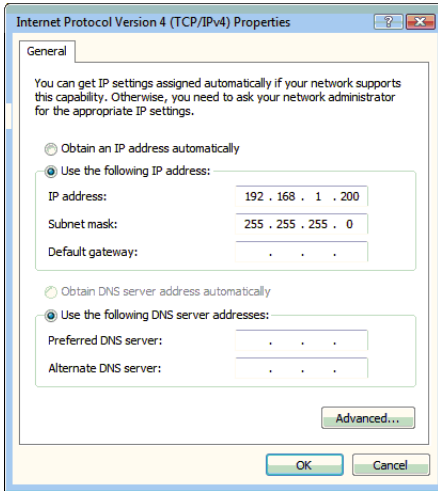 Internet Protocol Version 4 (TCP/IPv4) Properties
General
You can get IP settings assigned automatically if your network supports
this capability. Otherwise, you need to ask your network administrator
for the appropriate IP settings.
Obtain an IP address automatically
Use the following IP address:
IP address: 192 . 168 . 1 . 200
Subnet mask: 255 . 255 . 255 . 0
Default gateway: . . .
Obtain DNS server address automatically
Use the following DNS server addresses:
Preferred DNS server: . . .
Alternate DNS server: . . .
Advanced...
OK Cancel